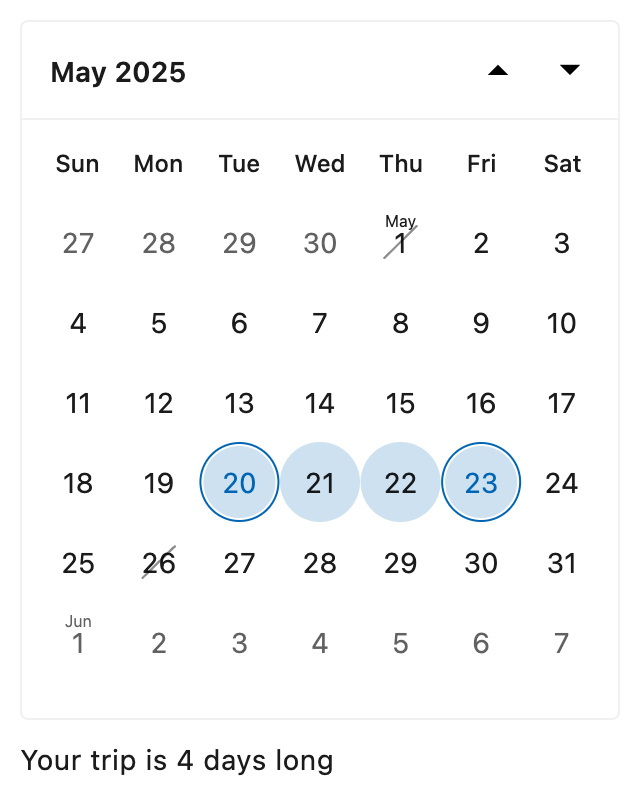 May 2025
Sun Mon Tue Wed Thu Fri Sat
May
27 28 29 30 1 2 3
4 5 6 7 8 9 10
11 12 13 14 15 16 17
18 19 20 21 22 23 24
25 26 27 28 29 30 31
Jun
1 2 3 4 5 6 7
Your trip is 4 days long